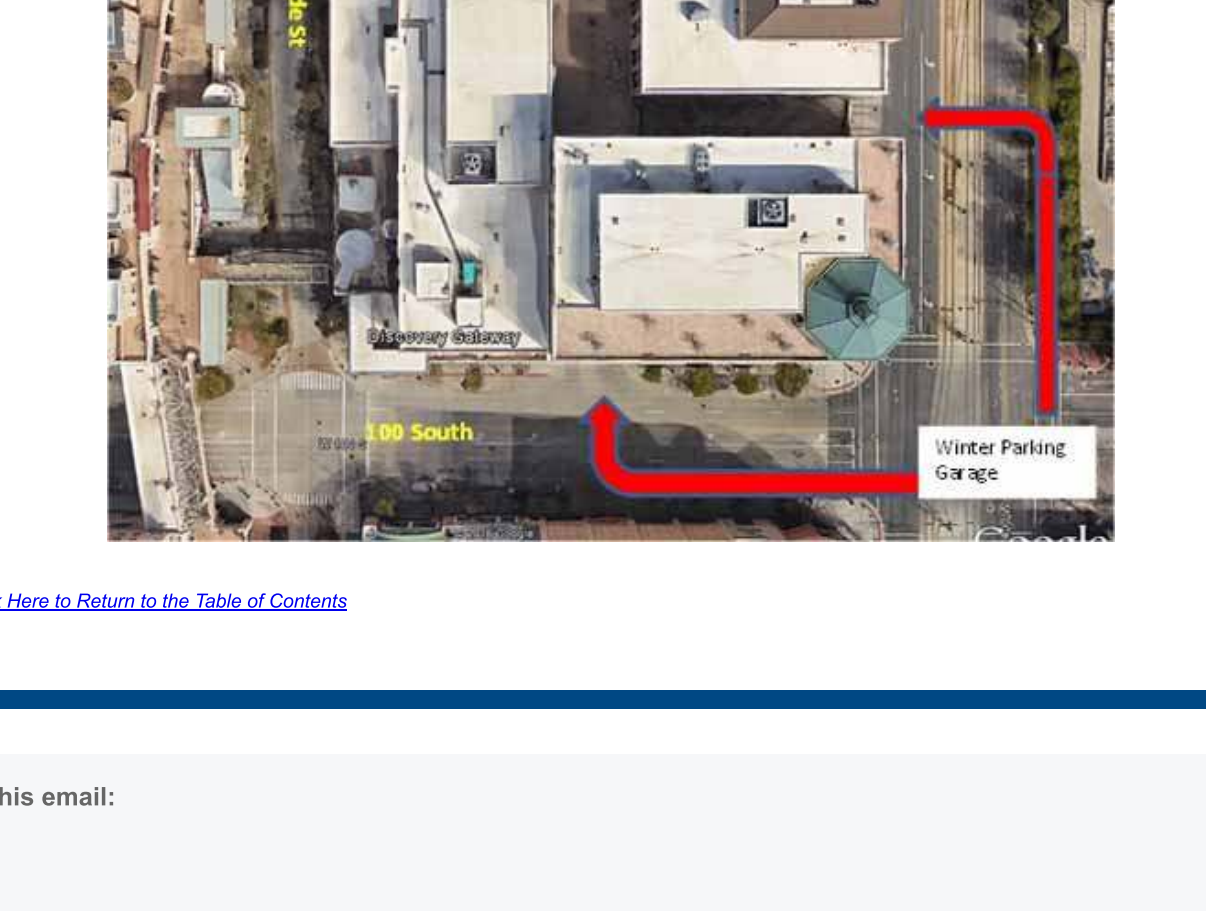 de St
Discovery Gateway
100 South
Winter Parking
Garage
Google
Here to Return to the Table of Contents
his email: